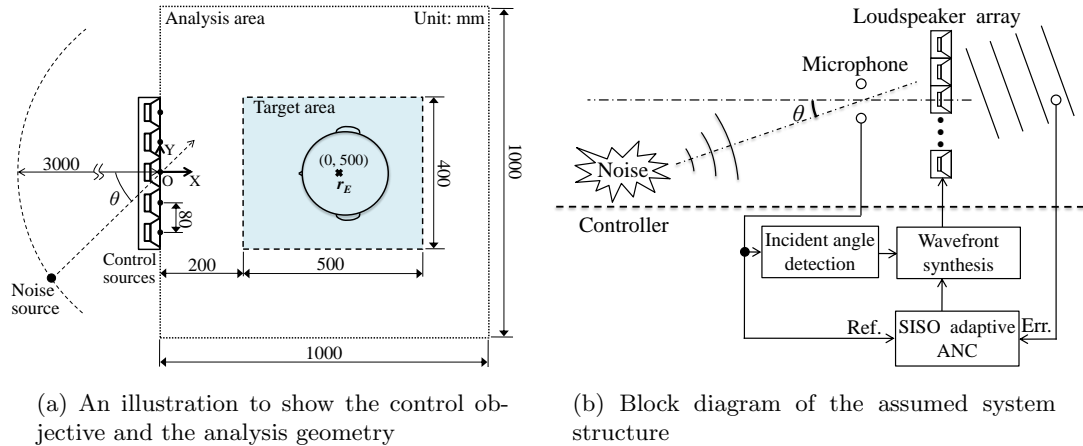 Analysis area
Unit: mm
Target area
(0, 500)
r_E
Y
O
X
3000
θ
80
400
1000
Control
sources
200
500
Noise
source
1000
(a) An illustration to show the control ob-
jective and the analysis geometry
Loudspeaker array
Microphone
θ
Noise
Controller
Incident angle
detection
Wavefront
synthesis
Ref.
SISO adaptive
ANC
Err.
(b) Block diagram of the assumed system
structure